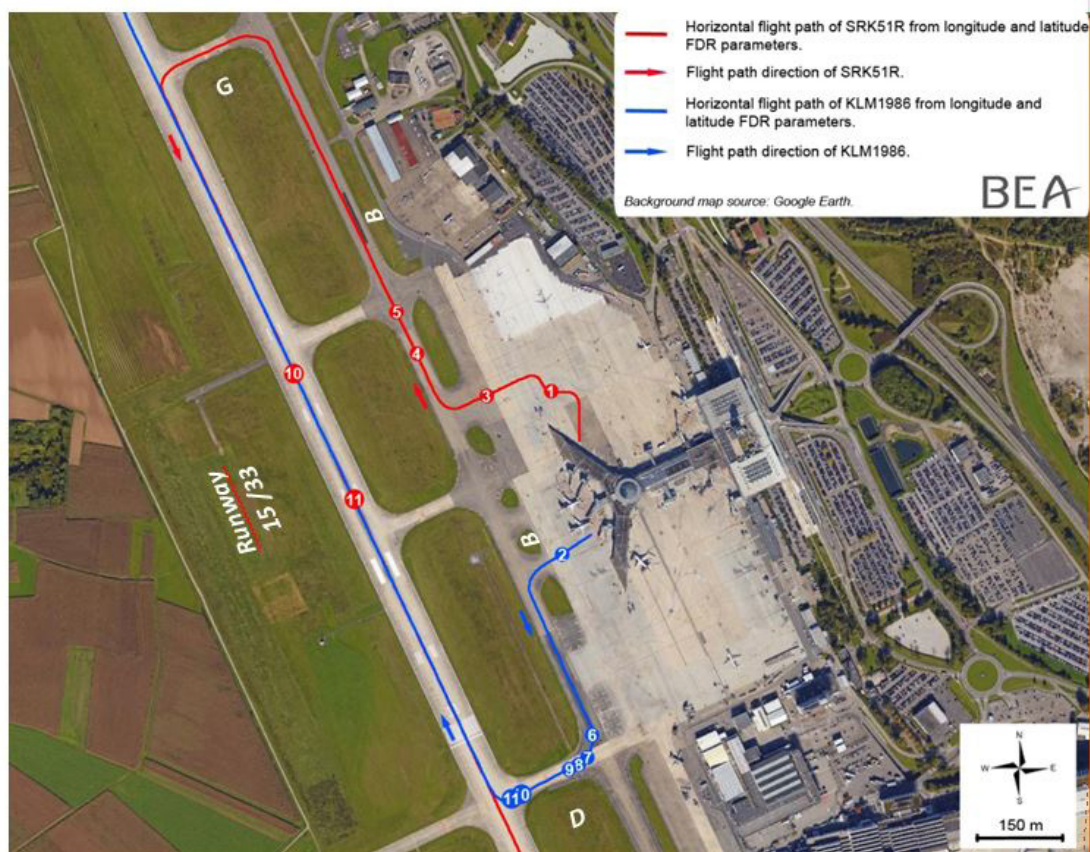 Horizontal flight path of SRK51R from longitude and latitude
FDR parameters.
Flight path direction of SRK51R.
Horizontal flight path of KLM1986 from longitude and
latitude FDR parameters.
Flight path direction of KLM1986.
Background map source: Google Earth.
BEA
G
B
5
4
10
3
1
11
Runway
15/33
B
2
6
7
8
9
11
0
D
N
W E
S
150 m